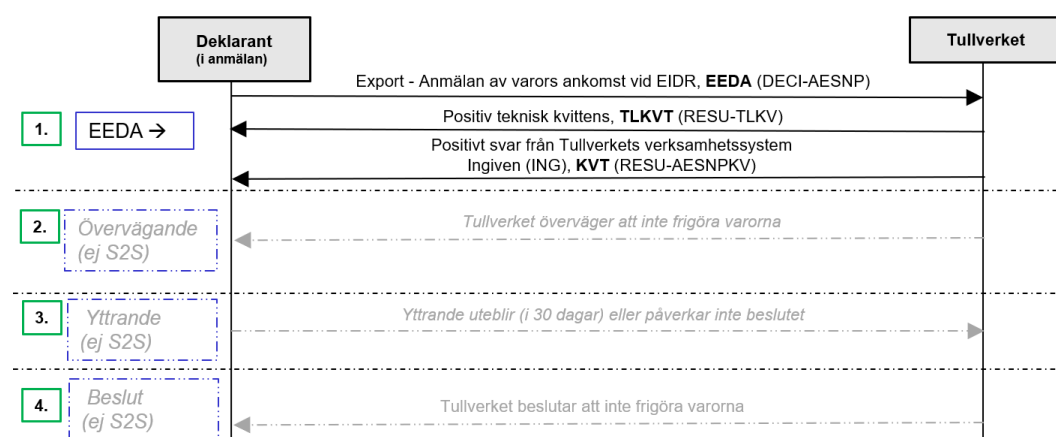 Deklarant
(i anmälan)
Tullverket
Export - Anmälan av varors ankomst vid EIDR, EEDA (DECI-AESNP)
1.
EEDA →
Positiv teknisk kvittens, TLKVT (RESU-TLKV)
Positivt svar från Tullverkets verksamhetssystem
Ingiven (ING), KVT (RESU-AESNPKV)
2.
Övervägande
(ej S2S)
Tullverket överväger att inte frigöra varorna
3.
Yttrande
(ej S2S)
Yttrande uteblir (i 30 dagar) eller påverkar inte beslutet
4.
Beslut
(ej S2S)
Tullverket beslutar att inte frigöra varorna